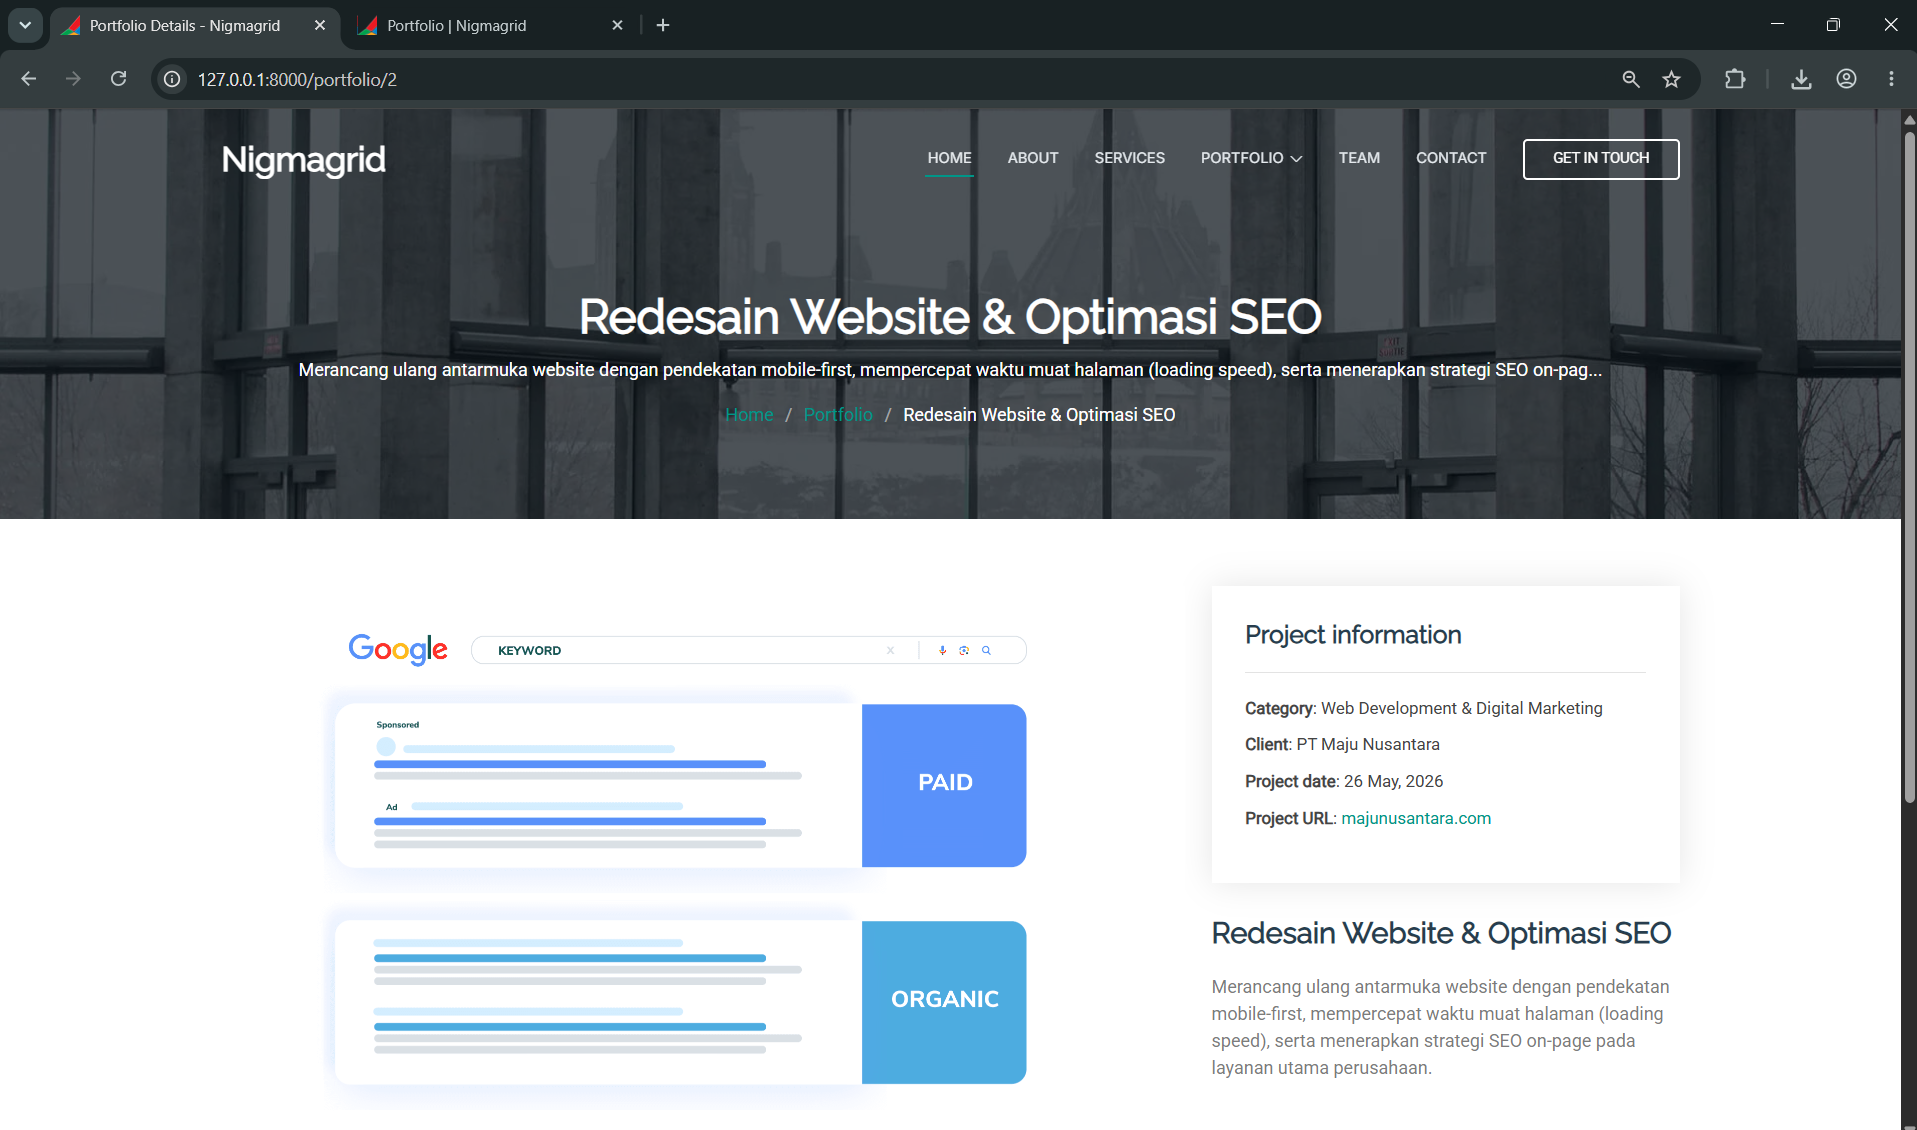 Portfolio Details - Nigmagrid
Portfolio | Nigmagrid
127.0.0.1:8000/portfolio/2
Nigmagrid
HOME
ABOUT
SERVICES
PORTFOLIO
TEAM
CONTACT
GET IN TOUCH
Redesain Website & Optimasi SEO
Merancang ulang antarmuka website dengan pendekatan mobile-first, mempercepat waktu muat halaman (loading speed), serta menerapkan strategi SEO on-pag...
Home / Portfolio / Redesain Website & Optimasi SEO
Google
KEYWORD
x
Sponsored
Ad
PAID
ORGANIC
Project information
Category: Web Development & Digital Marketing
Client: PT Maju Nusantara
Project date: 26 May, 2026
Project URL: majunusantara.com
Redesain Website & Optimasi SEO
Merancang ulang antarmuka website dengan pendekatan
mobile-first, mempercepat waktu muat halaman (loading
speed), serta menerapkan strategi SEO on-page pada
layanan utama perusahaan.